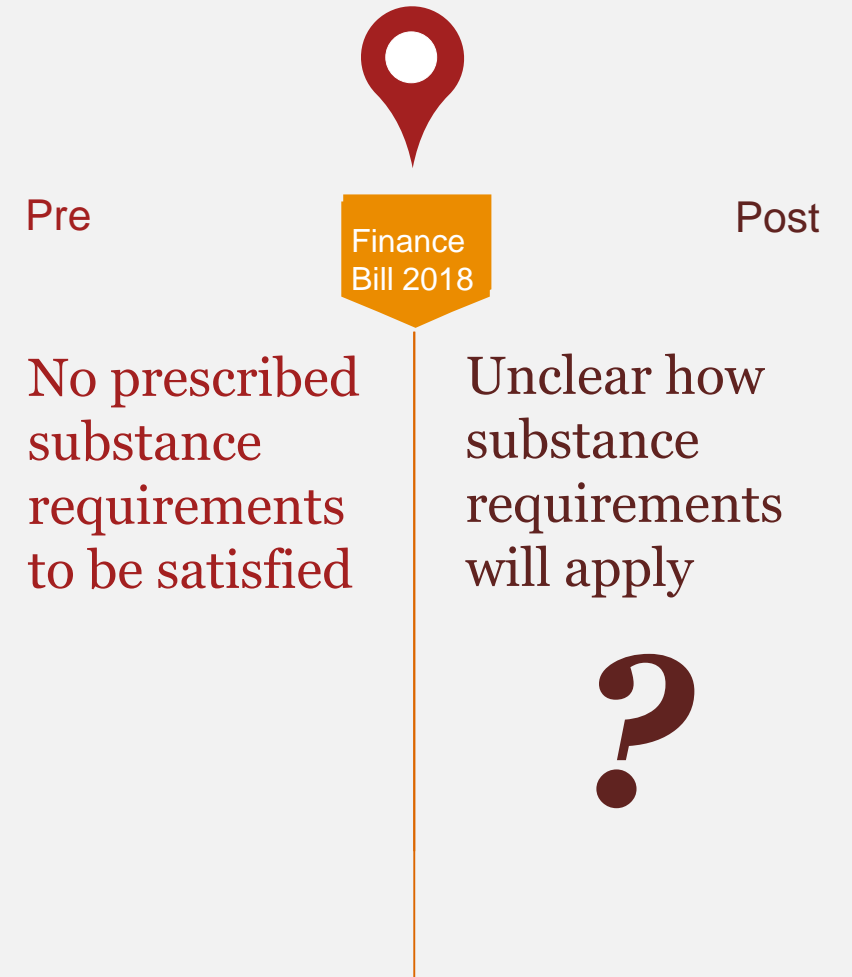 Pre
Finance
Bill 2018
Post
No prescribed
substance
requirements
to be satisfied
Unclear how
substance
requirements
will apply
?